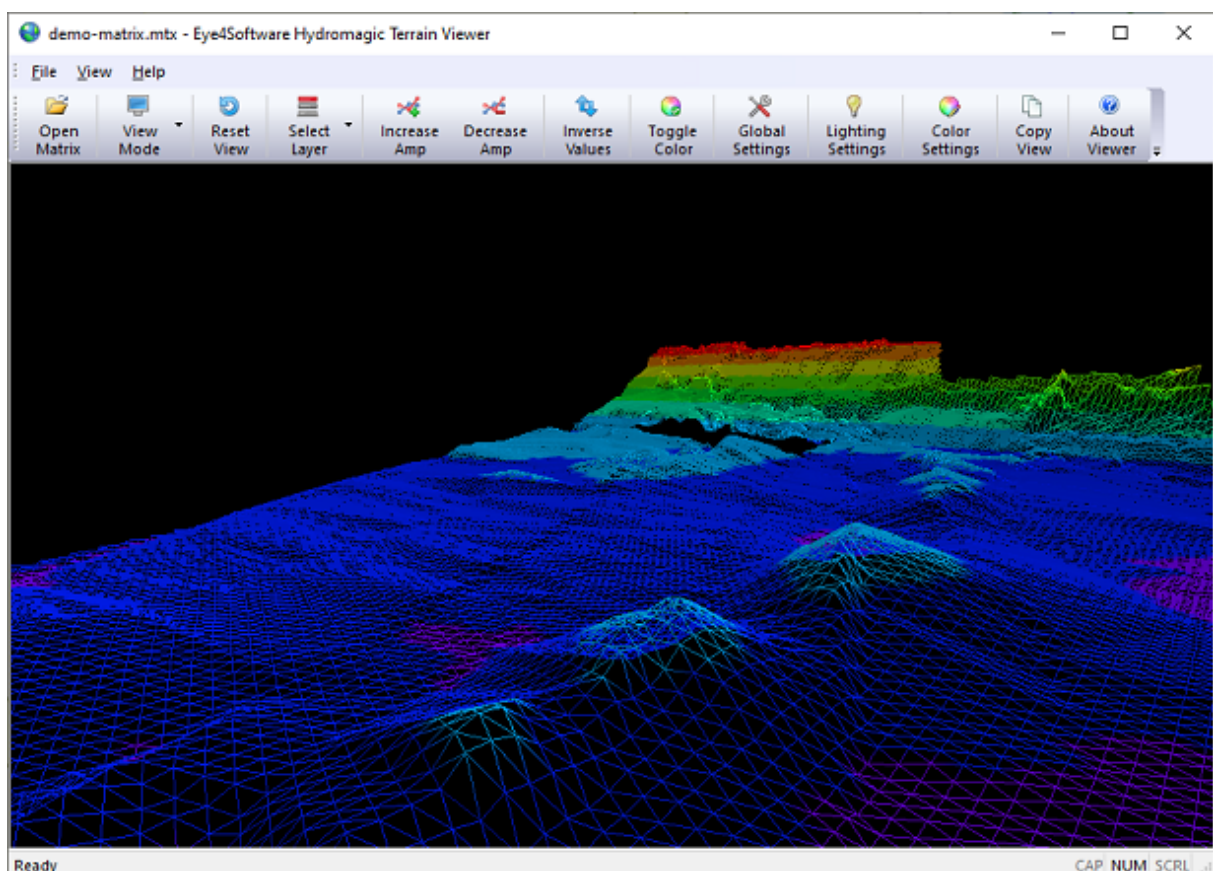 demo-matrix.mtx - Eye4Software Hydromagic Terrain Viewer
File View Help
Open Matrix
View Mode
Reset View
Select Layer
Increase Amp
Decrease Amp
Inverse Values
Toggle Color
Global Settings
Lighting Settings
Color Settings
Copy View
About Viewer
Ready CAP NUM SCRL